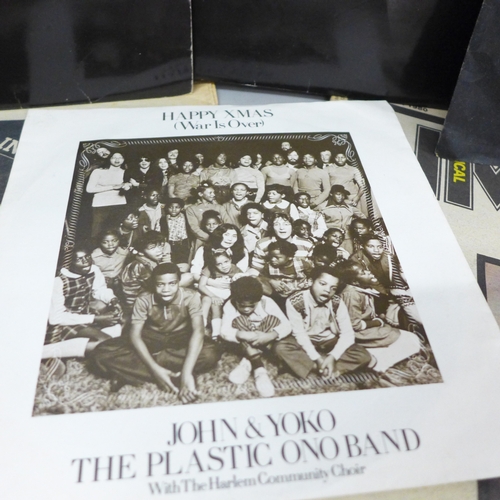 HAPPY XMAS
(War Is Over)
JOHN & YOKO
THE PLASTIC ONO BAND
With The Harlem Community Choir